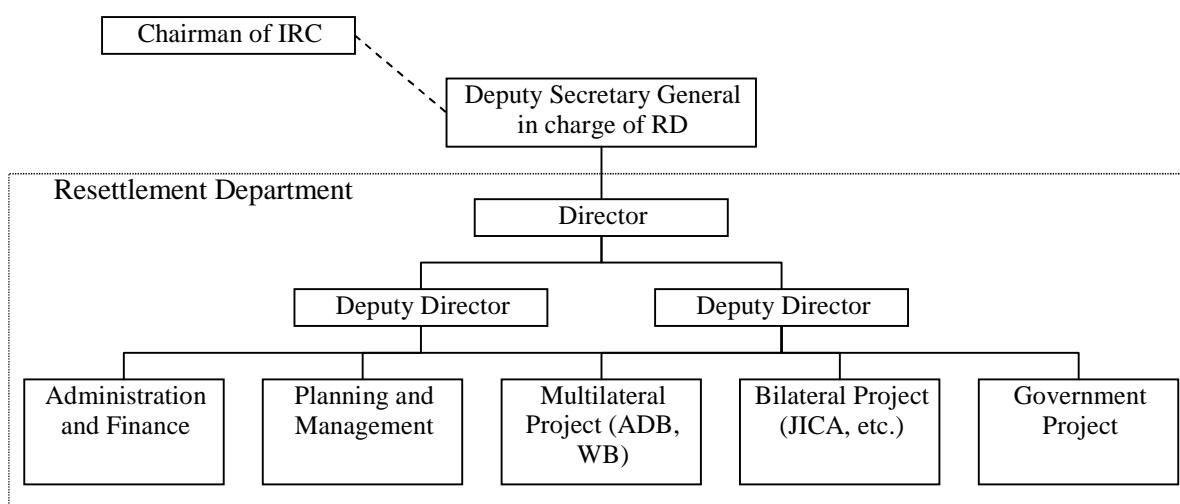 Chairman of IRC
Deputy Secretary General
in charge of RD
Resettlement Department
Director
Deputy Director
Deputy Director
Administration
and Finance
Planning and
Management
Multilateral
Project (ADB,
WB)
Bilateral Project
(JICA, etc.)
Government
Project